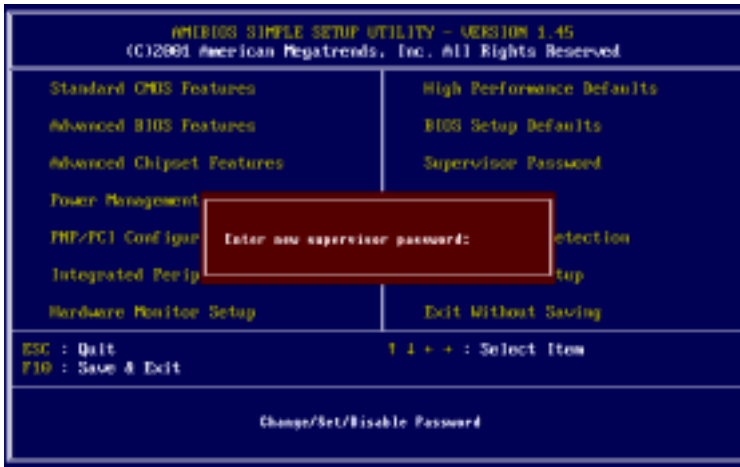 AMIBIOS SIMPLE SETUP UTILITY - VERSION 1.45
(C)2001 American Megatrends, Inc. All Rights Reserved
Standard CMOS Features
Advanced BIOS Features
Advanced Chipset Features
Power Management
PNP/PCI Configur
Integrated Perip
Hardware Monitor Setup
High Performance Defaults
BIOS Setup Defaults
Supervisor Password
etection
tup
Exit Without Saving
Enter new supervisor password:
ESC : Quit
F10 : Save & Exit
↑ ↓ ← → : Select Item
Change/Set/Disable Password